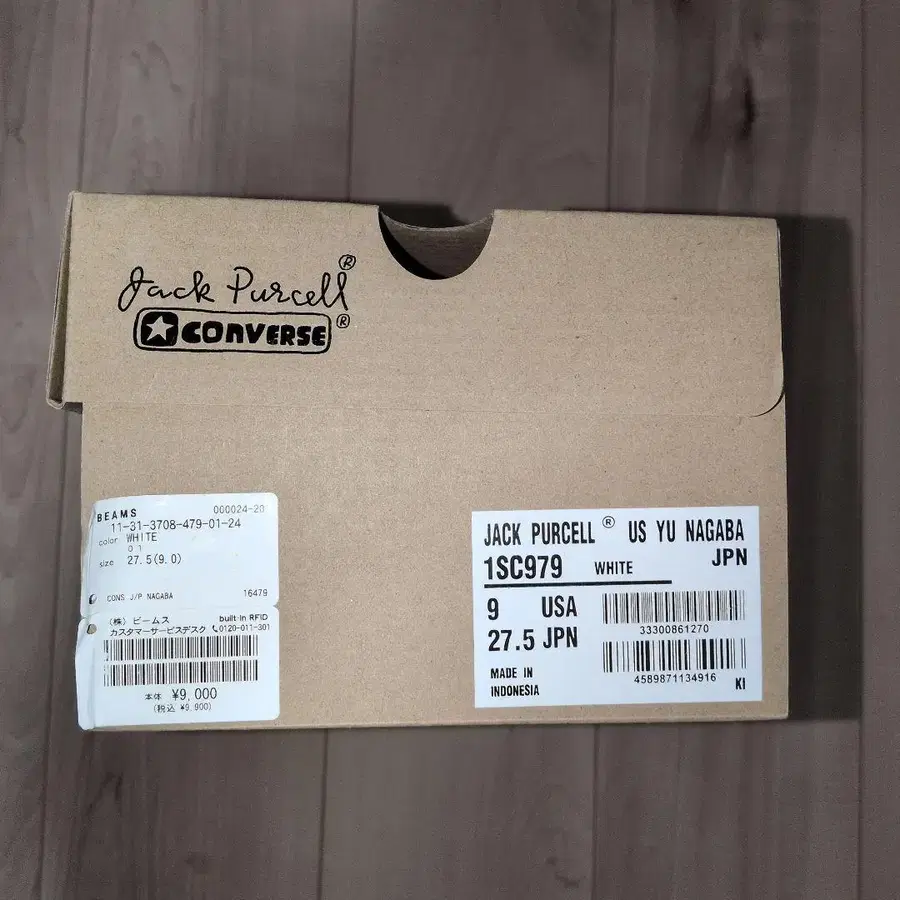 Jack Purcell ®
CONVERSE ®
BEAMS 000024-20
11-31-3708-479-01-24
color WHITE
01
size 27.5(9.0)
CONS J/P NAGABA 16479
(株) ビームス built-in RFID
カスタマーサービスデスク 0120-011-301
本体 ¥9,000
(税込 ¥9,900)
JACK PURCELL ® US YU NAGABA
JPN
1SC979 WHITE
9 USA
27.5 JPN
33300861270
MADE IN
INDONESIA
4589871134916 KI